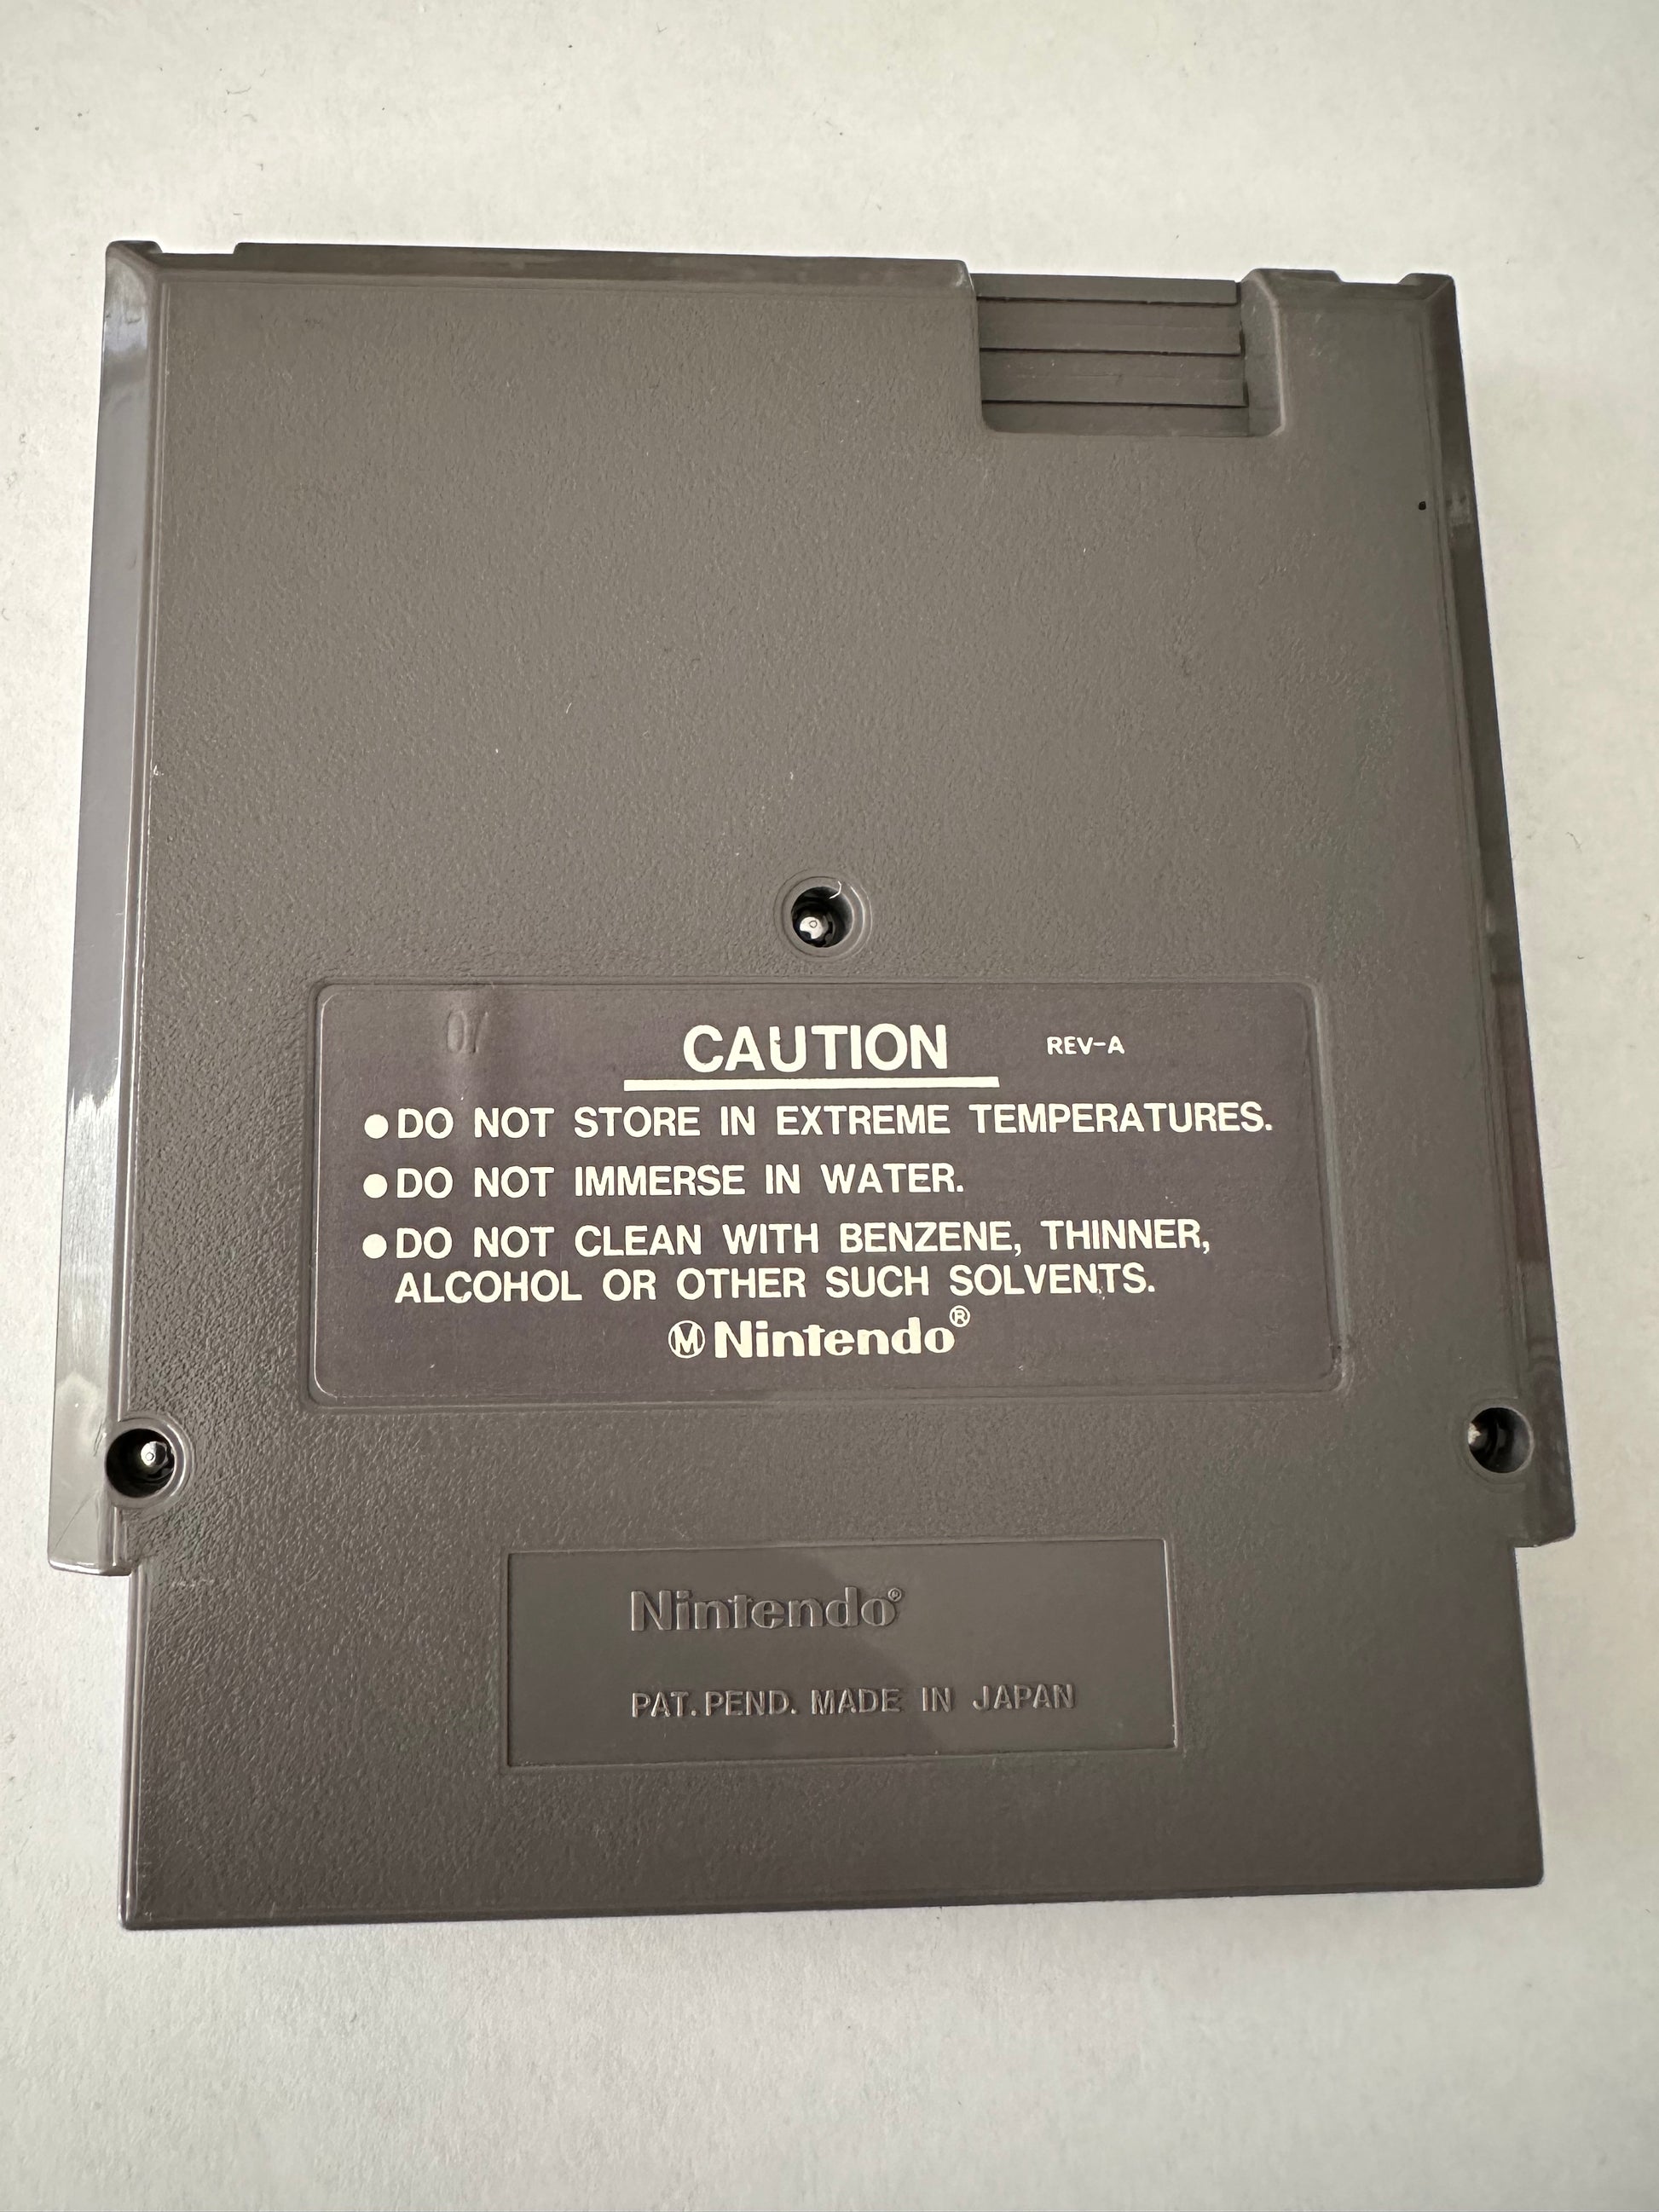 CAUTION REV-A
● DO NOT STORE IN EXTREME TEMPERATURES.
● DO NOT IMMERSE IN WATER.
● DO NOT CLEAN WITH BENZENE, THINNER,
ALCOHOL OR OTHER SUCH SOLVENTS.
Ⓜ Nintendo®
Nintendo®
PAT. PEND. MADE IN JAPAN